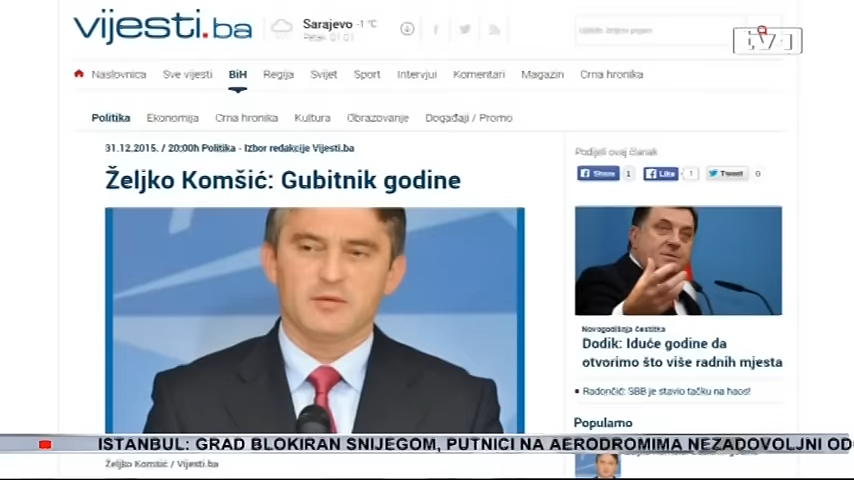 vijesti.ba
Sarajevo -1 °C
Petak 01 01
tv1
Naslovnica Sve vijesti BiH Regija Svijet Sport Intervjui Komentari Magazin Crna hronika
Politika Ekonomija Crna hronika Kultura Obrazovanje Događaji / Promo
31.12.2015. / 20:00h Politika - Izbor redakcije Vijesti.ba
Željko Komšić: Gubitnik godine
Podijeli ovaj članak
Share 1 Like 1 Tweet 0
Novogodišnja čestitka
Dodik: Iduće godine da
otvorimo što više radnih mjesta
Radončić: SBB je stavio tačku na haos!
Popularno
ISTANBUL: GRAD BLOKIRAN SNIJEGOM, PUTNICI NA AERODROMIMA NEZADOVOLJNI OD
Željko Komšić / Vijesti.ba